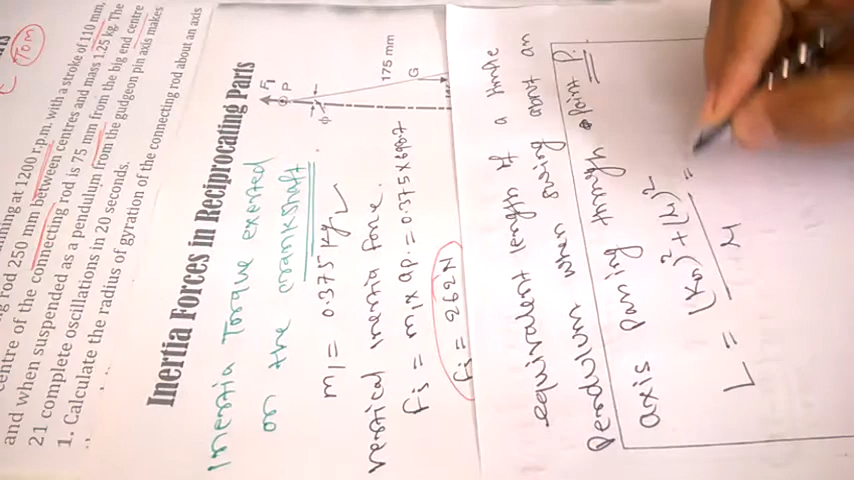 Tom
nning at 1200 r.p.m. with a stroke of 110 mm,
g rod 250 mm between centres and mass 1.25 kg. The
centre of the connecting rod is 75 mm from the big end centre
and when suspended as a pendulum from the gudgeon pin axis makes
21 complete oscillations in 20 seconds.
1. Calculate the radius of gyration of the connecting rod about an axis
Inertia Forces in Reciprocating Parts
Inertia Torque exerted
on the crankshaft.
m1 = 0.375 kg
vertical inertia force.
Fi = m1 x ap. = 0.375 x 698.7
Fi = 262 N
FI
P
φ
175 mm
G
equivalent length of a simple
Pendulum when swing about an
axis passing through point P.
L = (KG)² + (l1)² =
l1